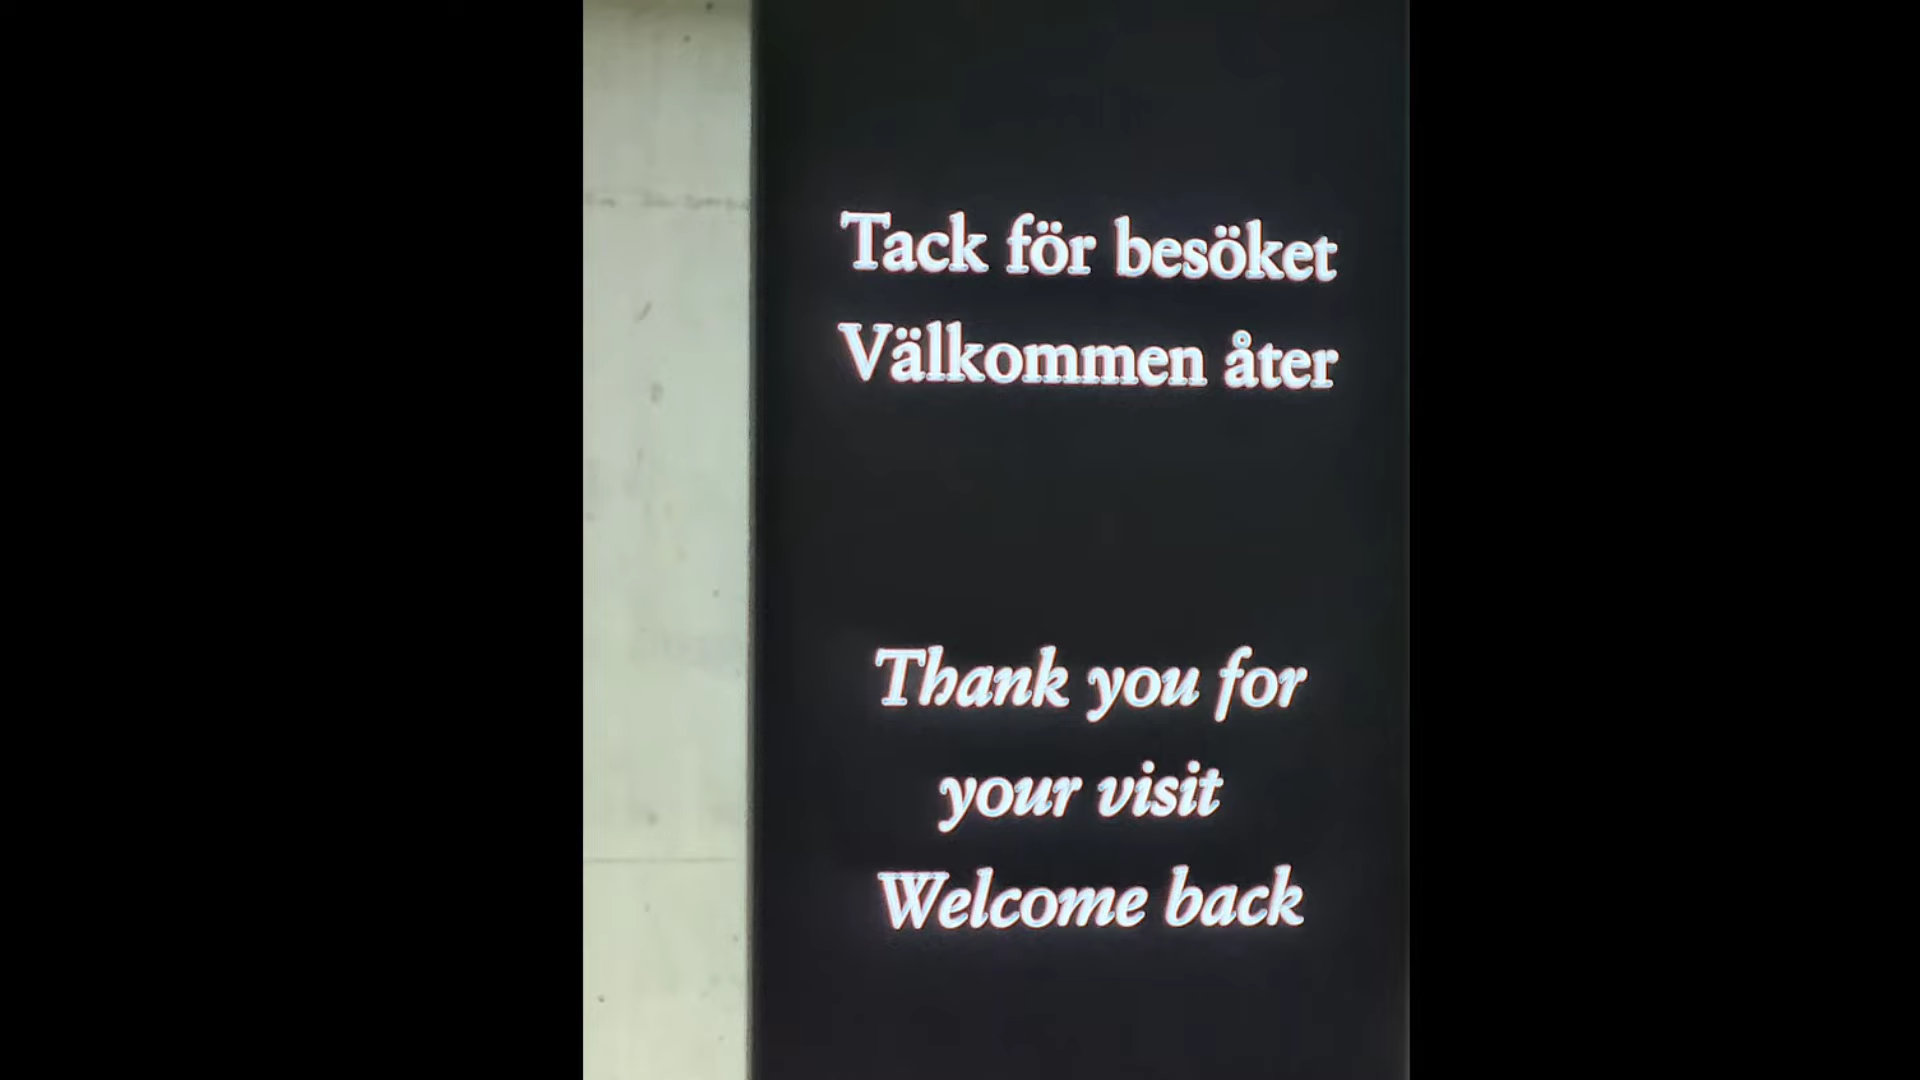 Tack för besöket
Välkommen åter
Thank you for
your visit
Welcome back